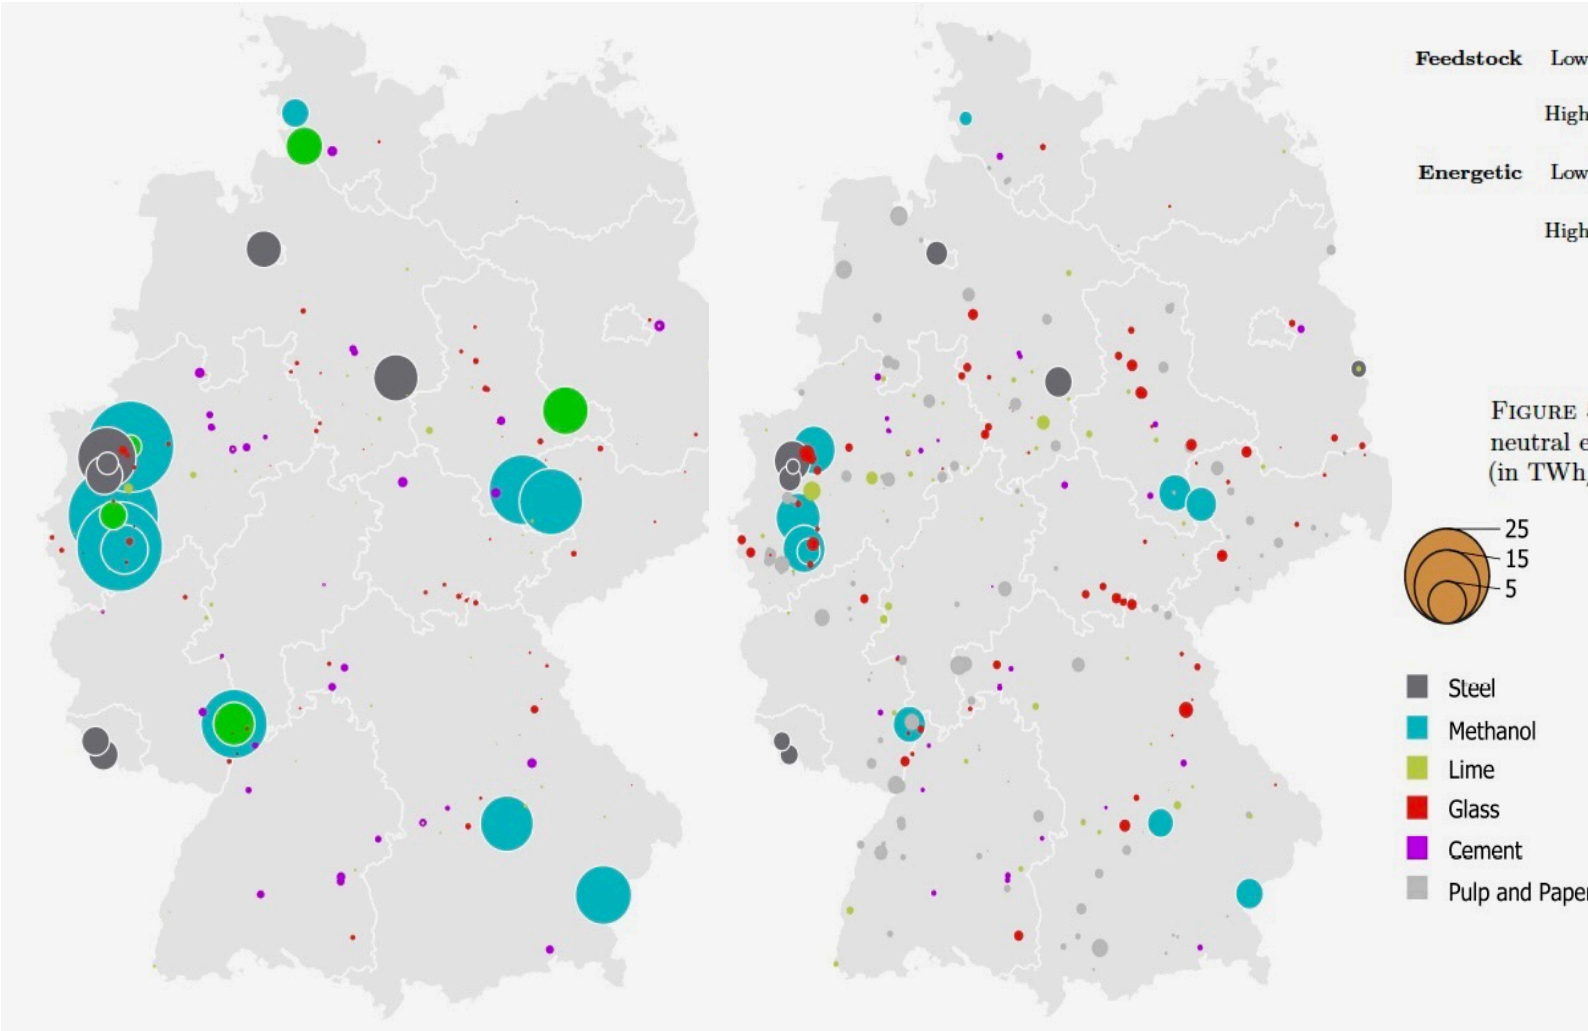 Feedstock Low
High
Energetic Low
High
FIGURE
neutral e
(in TWh
25
15
5
Steel
Methanol
Lime
Glass
Cement
Pulp and Paper